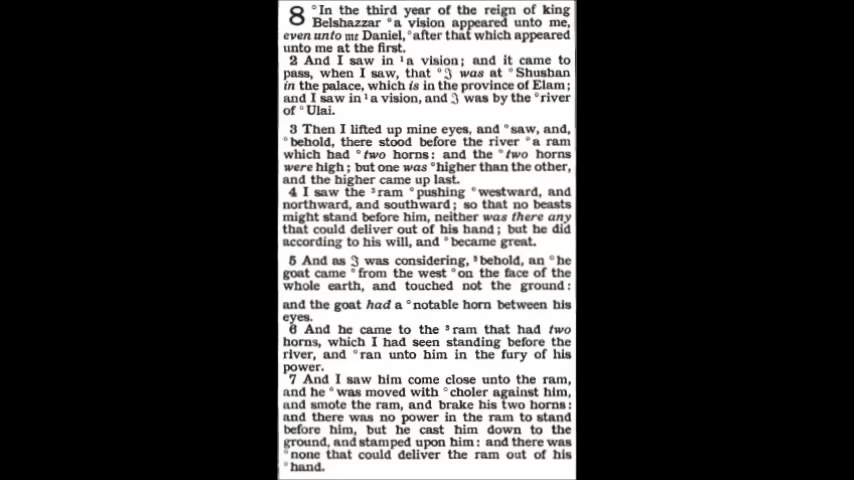 8 °In the third year of the reign of king
Belshazzar °a vision appeared unto me,
even unto me Daniel, °after that which appeared
unto me at the first.
2 And I saw in ¹a vision; and it came to
pass, when I saw, that °ℑ was at °Shushan
in the palace, which is in the province of Elam;
and I saw in ¹a vision, and ℑ was by the °river
of °Ulai.
3 Then I lifted up mine eyes, and °saw, and,
°behold, there stood before the river °a ram
which had °two horns: and the °two horns
were high; but one was °higher than the other,
and the higher came up last.
4 I saw the ³ram °pushing °westward, and
northward, and southward; so that no beasts
might stand before him, neither was there any
that could deliver out of his hand; but he did
according to his will, and °became great.
5 And as ℑ was considering, ³behold, an °he
goat came °from the west °on the face of the
whole earth, and touched not the ground:
and the goat had a °notable horn between his
eyes.
6 And he came to the ³ram that had two
horns, which I had seen standing before the
river, and °ran unto him in the fury of his
power.
7 And I saw him come close unto the ram,
and he °was moved with °choler against him,
and smote the ram, and brake his two horns:
and there was no power in the ram to stand
before him, but he cast him down to the
ground, and stamped upon him: and there was
°none that could deliver the ram out of his
°hand.